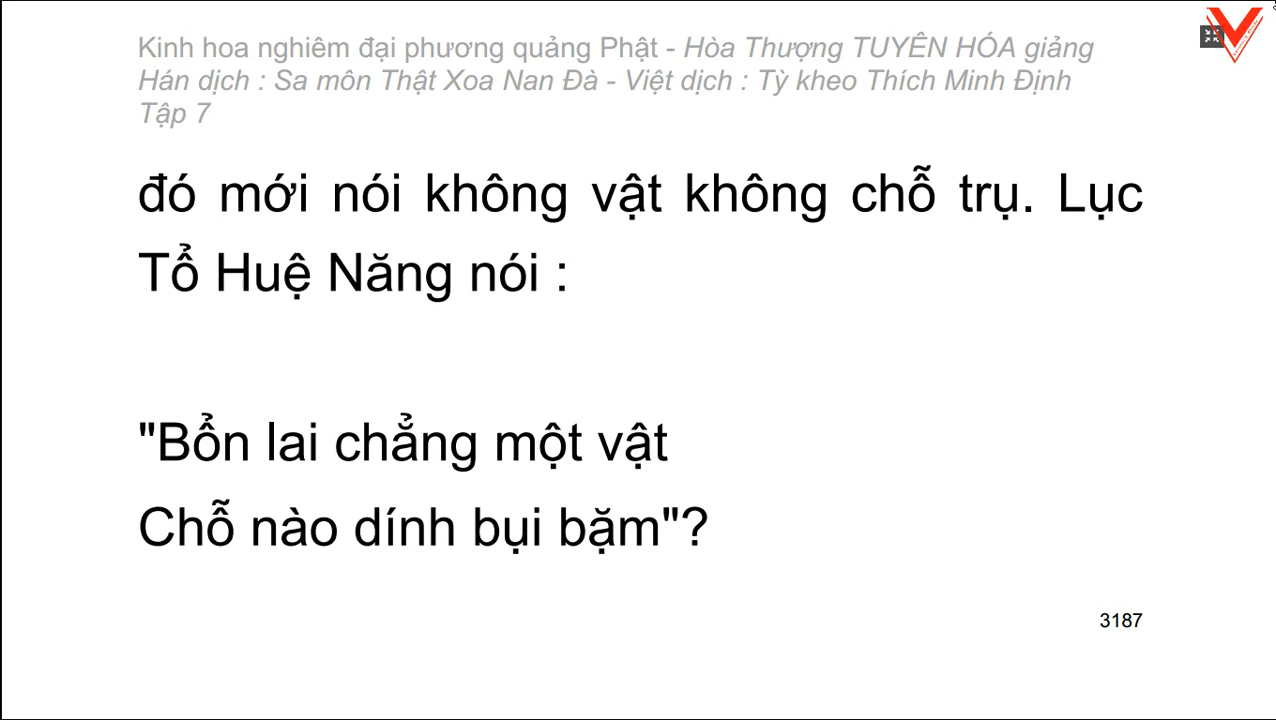 Kinh hoa nghiêm đại phương quảng Phật - Hòa Thượng TUYÊN HÓA giảng
Hán dịch : Sa môn Thật Xoa Nan Đà - Việt dịch : Tỳ kheo Thích Minh Định
Tập 7
đó mới nói không vật không chỗ trụ. Lục
Tổ Huệ Năng nói :
"Bổn lai chẳng một vật
Chỗ nào dính bụi bặm"?
3187